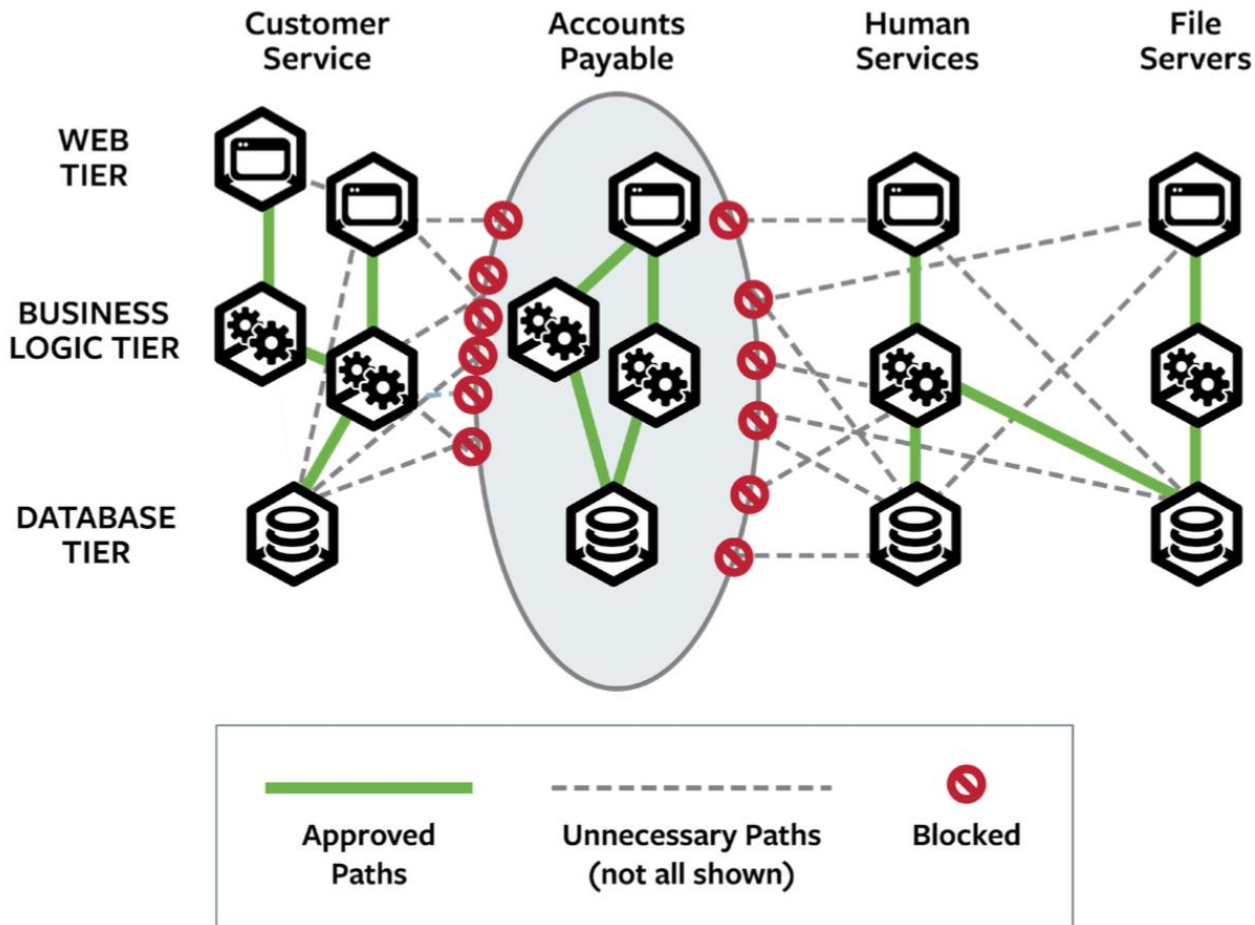 Customer
Service
Accounts
Payable
Human
Services
File
Servers
WEB
TIER
BUSINESS
LOGIC TIER
DATABASE
TIER
Approved
Paths
Unnecessary Paths
(not all shown)
Blocked